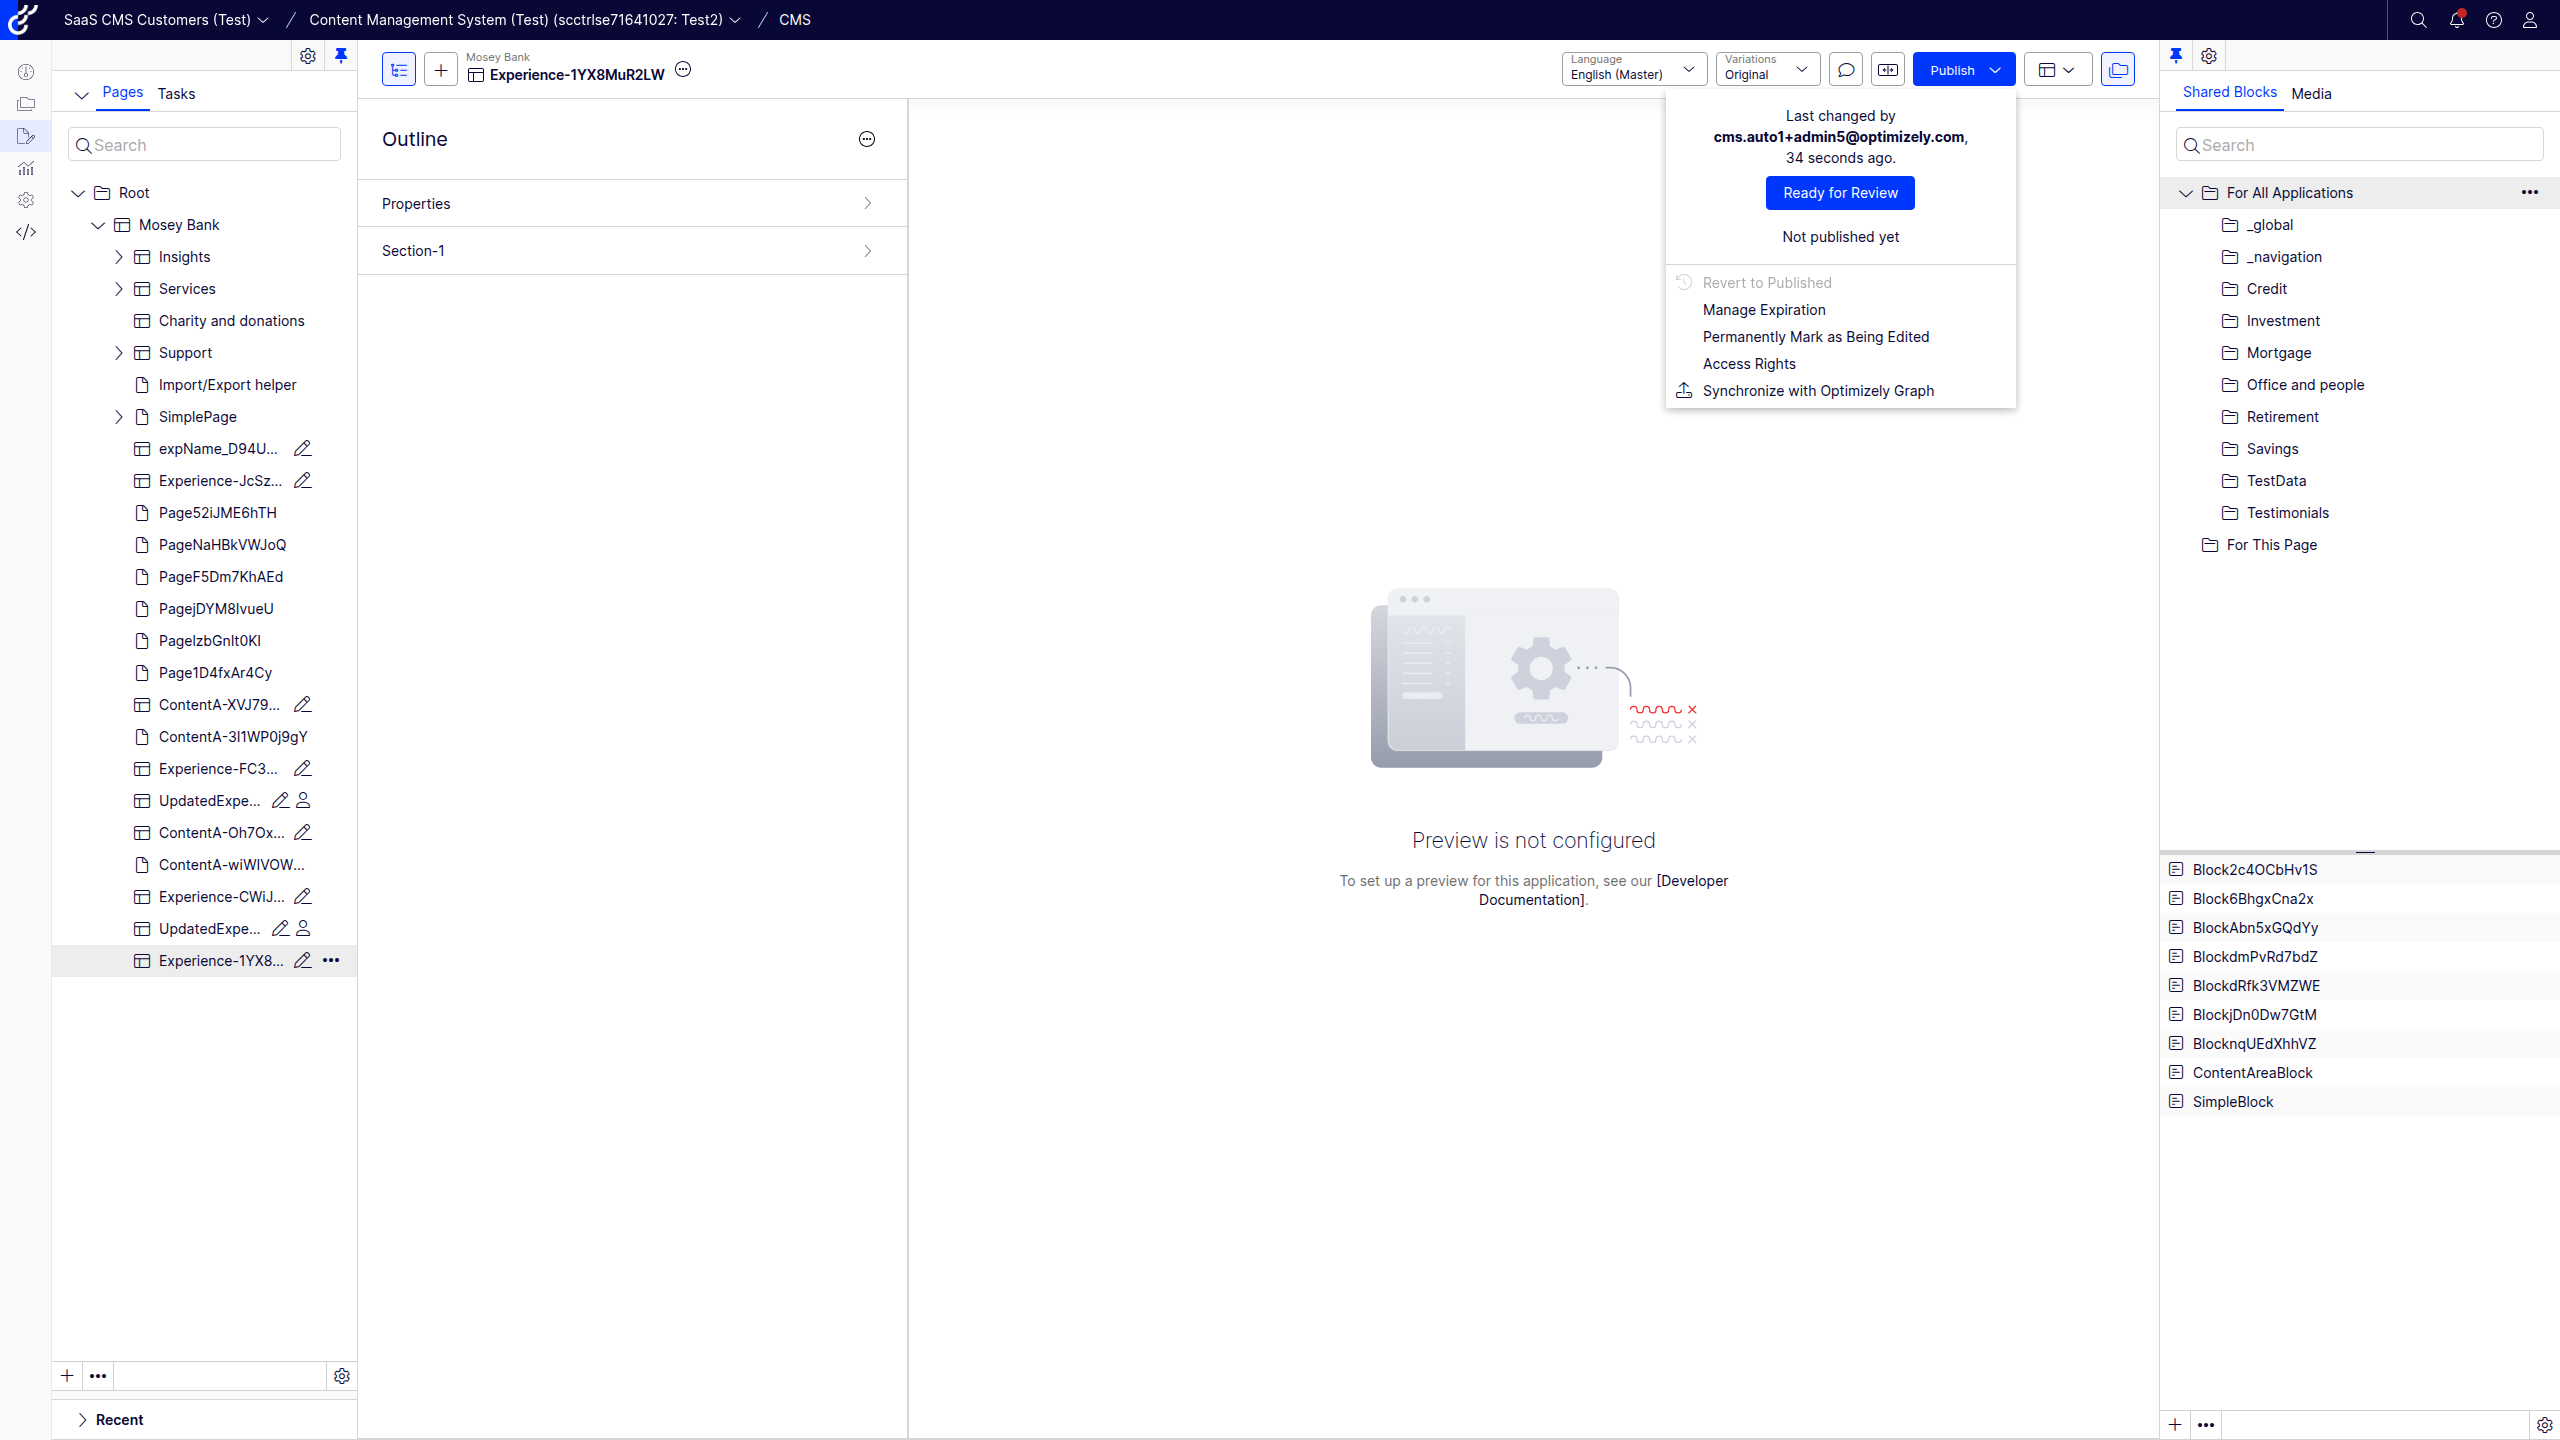 SaaS CMS Customers (Test)
Content Management System (Test) (scctrlse71641027: Test2)
CMS
Pages
Tasks
Search
Root
Mosey Bank
Insights
Services
Charity and donations
Support
Import/Export helper
SimplePage
expName_D94U...
Experience-JcSz...
Page52iJME6hTH
PageNaHBkVWJoQ
PageF5Dm7KhAEd
PagejDYM8IvueU
PageIzbGnlt0KI
Page1D4fxAr4Cy
ContentA-XVJ79...
ContentA-3I1WP0j9gY
Experience-FC3...
UpdatedExpe...
ContentA-Oh7Ox...
ContentA-wiWIVOW...
Experience-CWiJ...
UpdatedExpe...
Experience-1YX8...
Recent
Mosey Bank
Experience-1YX8MuR2LW
Language
English (Master)
Variations
Original
Publish
Outline
Properties
Section-1
Last changed by
cms.auto1+admin5@optimizely.com,
34 seconds ago.
Ready for Review
Not published yet
Revert to Published
Manage Expiration
Permanently Mark as Being Edited
Access Rights
Synchronize with Optimizely Graph
Preview is not configured
To set up a preview for this application, see our [Developer
Documentation].
Shared Blocks
Media
Search
For All Applications
_global
_navigation
Credit
Investment
Mortgage
Office and people
Retirement
Savings
TestData
Testimonials
For This Page
Block2c4OCbHv1S
Block6BhgxCna2x
BlockAbn5xGQdYy
BlockdmPvRd7bdZ
BlockdRfk3VMZWE
BlockjDn0Dw7GtM
BlocknqUEdXhhVZ
ContentAreaBlock
SimpleBlock